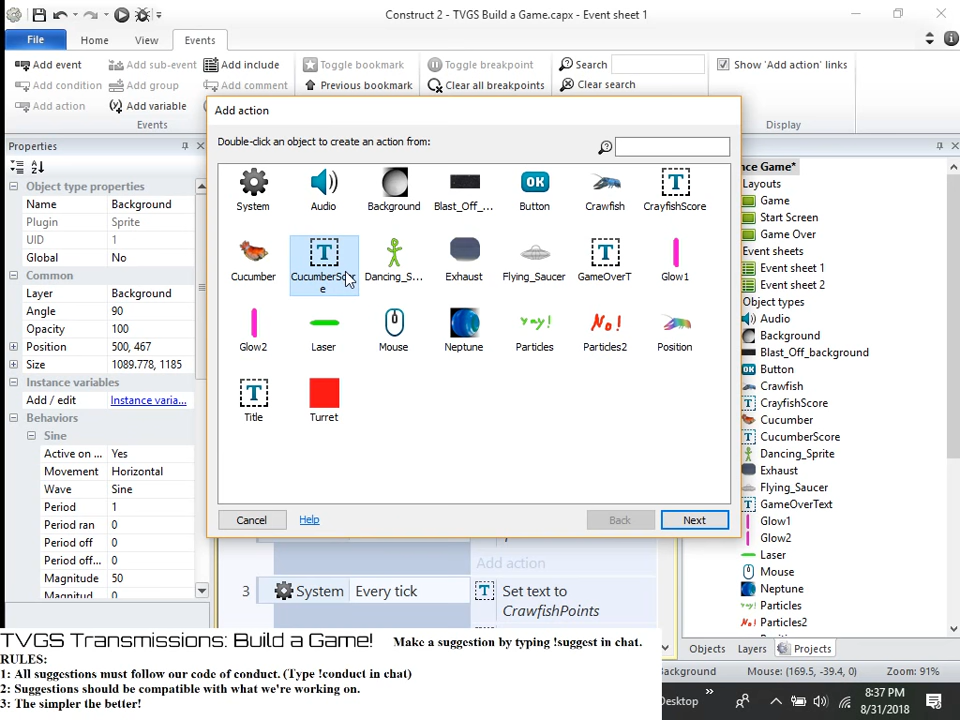 Construct 2 - TVGS Build a Game.capx - Event sheet 1
File Home View Events
Add event Add sub-event Add include Toggle bookmark Toggle breakpoint Search Show 'Add action' links
Add condition Add group Add comment Previous bookmark Clear all breakpoints Clear search
Add action Add variable
Events Display
Add action
Double-click an object to create an action from:
System Audio Background Blast_Off_... Button Crawfish CrayfishScore
Cucumber CucumberScor e Dancing_S... Exhaust Flying_Saucer GameOverT Glow1
Glow2 Laser Mouse Neptune Particles Particles2 Position
Title Turret
Yay! No!
OK
Cancel Help Back Next
Properties
Object type properties
Name Background
Plugin Sprite
UID 1
Global No
Common
Layer Background
Angle 90
Opacity 100
Position 500, 467
Size 1089.778, 1185
Instance variables
Add / edit Instance varia...
Behaviors
Sine
Active on ... Yes
Movement Horizontal
Wave Sine
Period 1
Period ran 0
Period off 0
Period off... 0
Magnitude 50
Magnitude 0
Add action
3 System Every tick Set text to
CrawfishPoints
nce Game*
Layouts
Game
Start Screen
Game Over
Event sheets
Event sheet 1
Event sheet 2
Object types
Audio
Background
Blast_Off_background
Button
Crawfish
CrayfishScore
Cucumber
CucumberScore
Dancing_Sprite
Exhaust
Flying_Saucer
GameOverText
Glow1
Glow2
Laser
Mouse
Neptune
Particles
Particles2
Objects Layers Projects
ackground Mouse: (169.5, -39.4, 0) Zoom: 91%
TVGS Transmissions: Build a Game! Make a suggestion by typing !suggest in chat.
RULES:
1: All suggestions must follow our code of conduct. (Type !conduct in chat)
2: Suggestions should be compatible with what we're working on.
3: The simpler the better!
Desktop
8:37 PM
8/31/2018